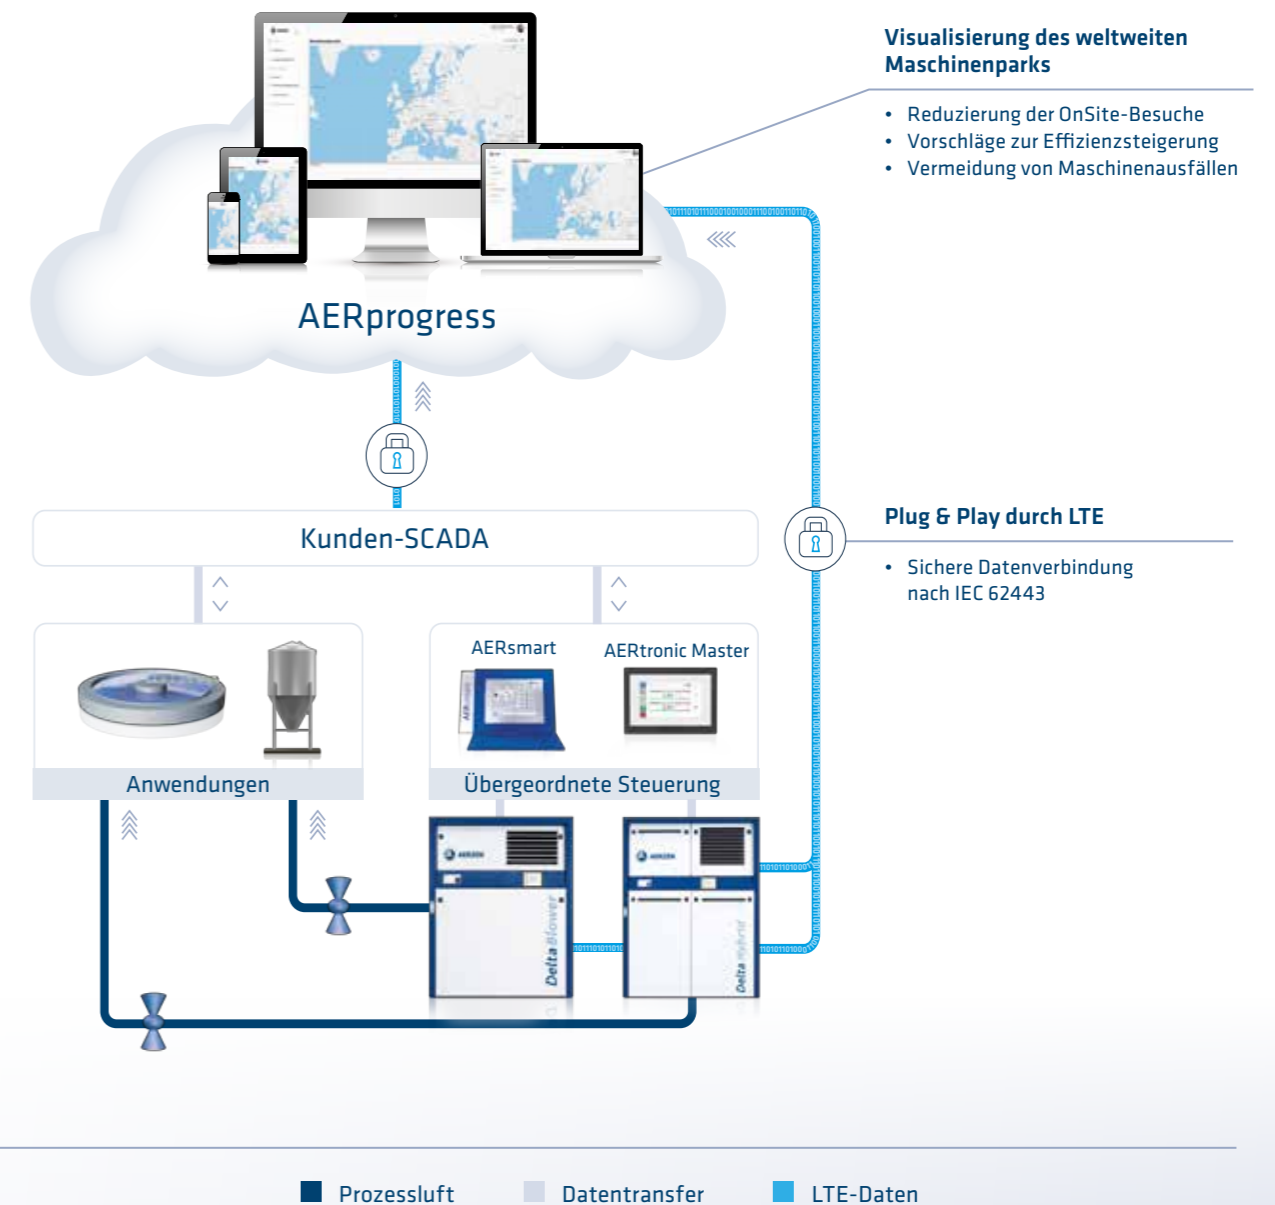 Visualisierung des weltweiten
Maschinenparks
• Reduzierung der OnSite-Besuche
• Vorschläge zur Effizienzsteigerung
• Vermeidung von Maschinenausfällen
AERprogress
Kunden-SCADA
Plug & Play durch LTE
• Sichere Datenverbindung
nach IEC 62443
AERsmart
AERtronic Master
Anwendungen
Übergeordnete Steuerung
AERZEN
AERZEN
Delta Blower
Delta Hybrid
Prozessluft
Datentransfer
LTE-Daten